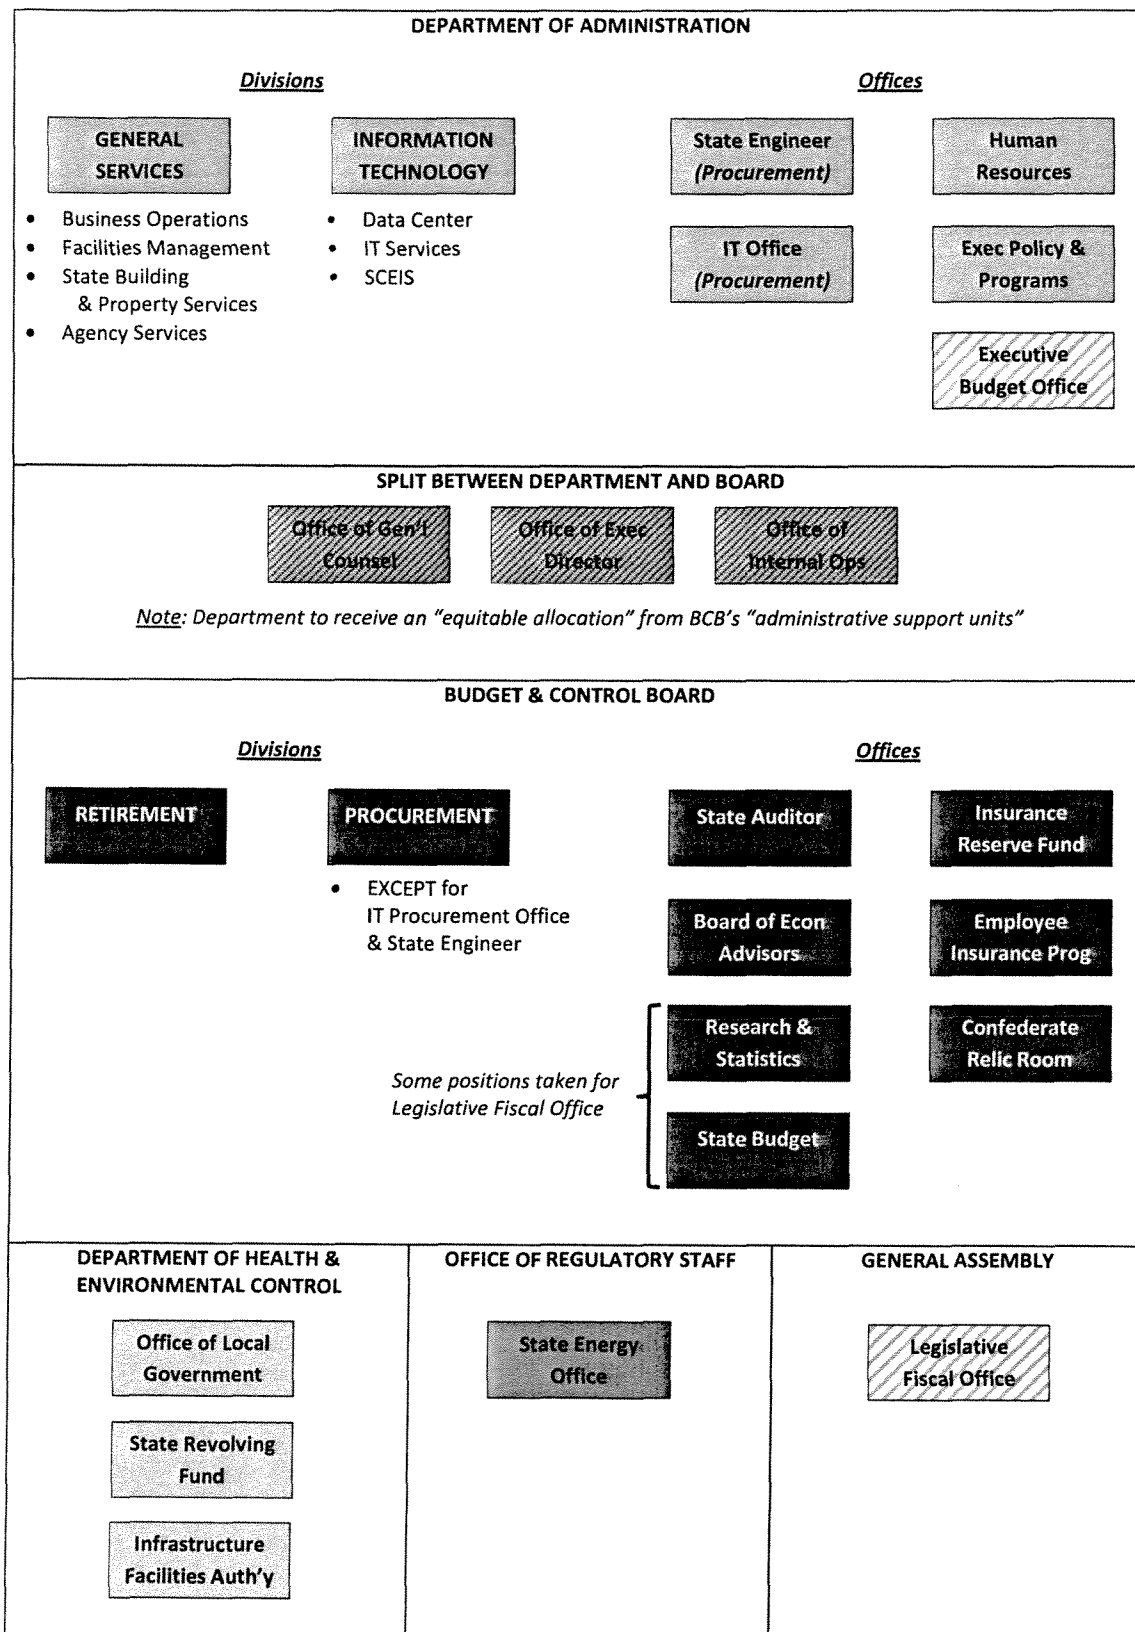 DEPARTMENT OF ADMINISTRATION
Divisions
GENERAL
SERVICES
• Business Operations
• Facilities Management
• State Building
& Property Services
• Agency Services
INFORMATION
TECHNOLOGY
• Data Center
• IT Services
• SCEIS
Offices
State Engineer
(Procurement)
Human
Resources
IT Office
(Procurement)
Exec Policy &
Programs
Executive
Budget Office
SPLIT BETWEEN DEPARTMENT AND BOARD
Office of Gen'l
Counsel
Office of Exec
Director
Office of
Internal Ops
Note: Department to receive an "equitable allocation" from BCB's "administrative support units"
BUDGET & CONTROL BOARD
Divisions
RETIREMENT
PROCUREMENT
• EXCEPT for
IT Procurement Office
& State Engineer
Offices
State Auditor
Insurance
Reserve Fund
Board of Econ
Advisors
Employee
Insurance Prog
Research &
Statistics
Confederate
Relic Room
Some positions taken for
Legislative Fiscal Office
State Budget
DEPARTMENT OF HEALTH &
ENVIRONMENTAL CONTROL
Office of Local
Government
State Revolving
Fund
Infrastructure
Facilities Auth'y
OFFICE OF REGULATORY STAFF
State Energy
Office
GENERAL ASSEMBLY
Legislative
Fiscal Office